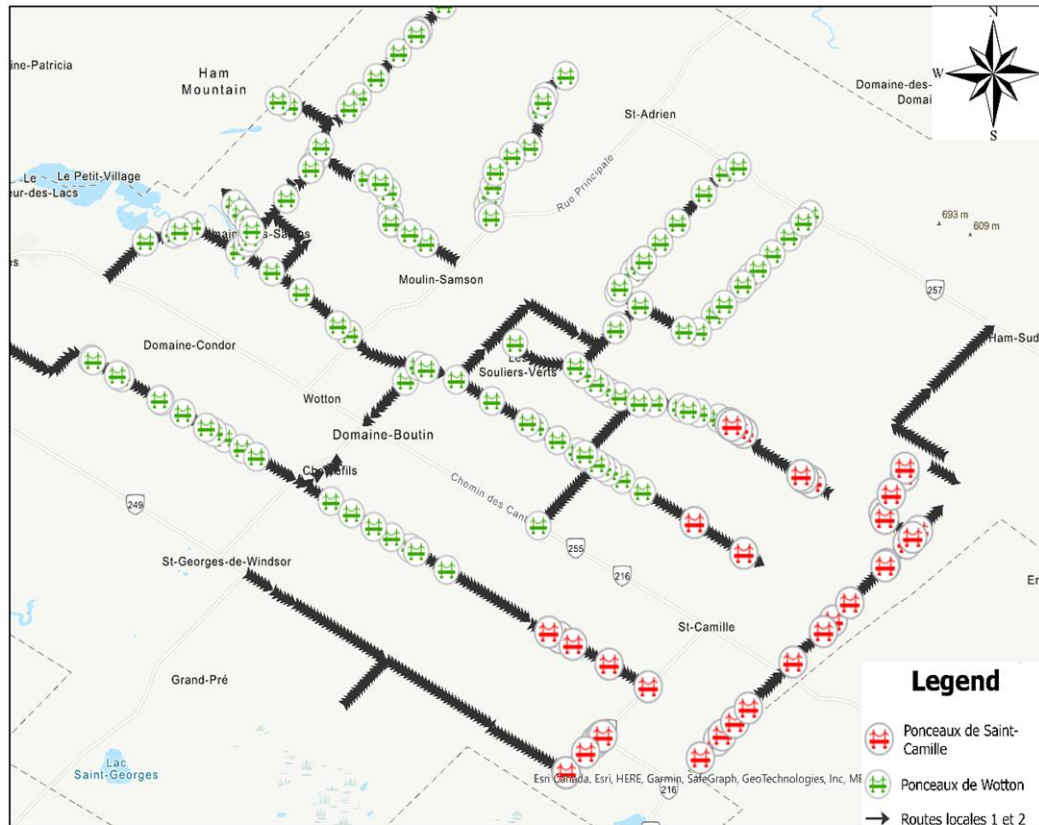 N
W
S
ine-Patricia
Ham
Mountain
Domaine-des-
Domai
St-Adrien
Le Petit-Village
Le
eur-des-Lacs
Rue Principale
693 m
609 m
es
Moulin-Samson
257
Ham-Sud
Domaine-Condor
Souliers-Verts
Wotton
Domaine-Boutin
Chemin des Cant
249
255
St-Georges-de-Windsor
216
Er
St-Camille
Grand-Pré
Lac
Saint-Georges
Esri Canada, Esri, HERE, Garmin, SafeGraph, GeoTechnologies, Inc, ME
216
Legend
Ponceaux de Saint-
Camille
Ponceaux de Wotton
Routes locales 1 et 2